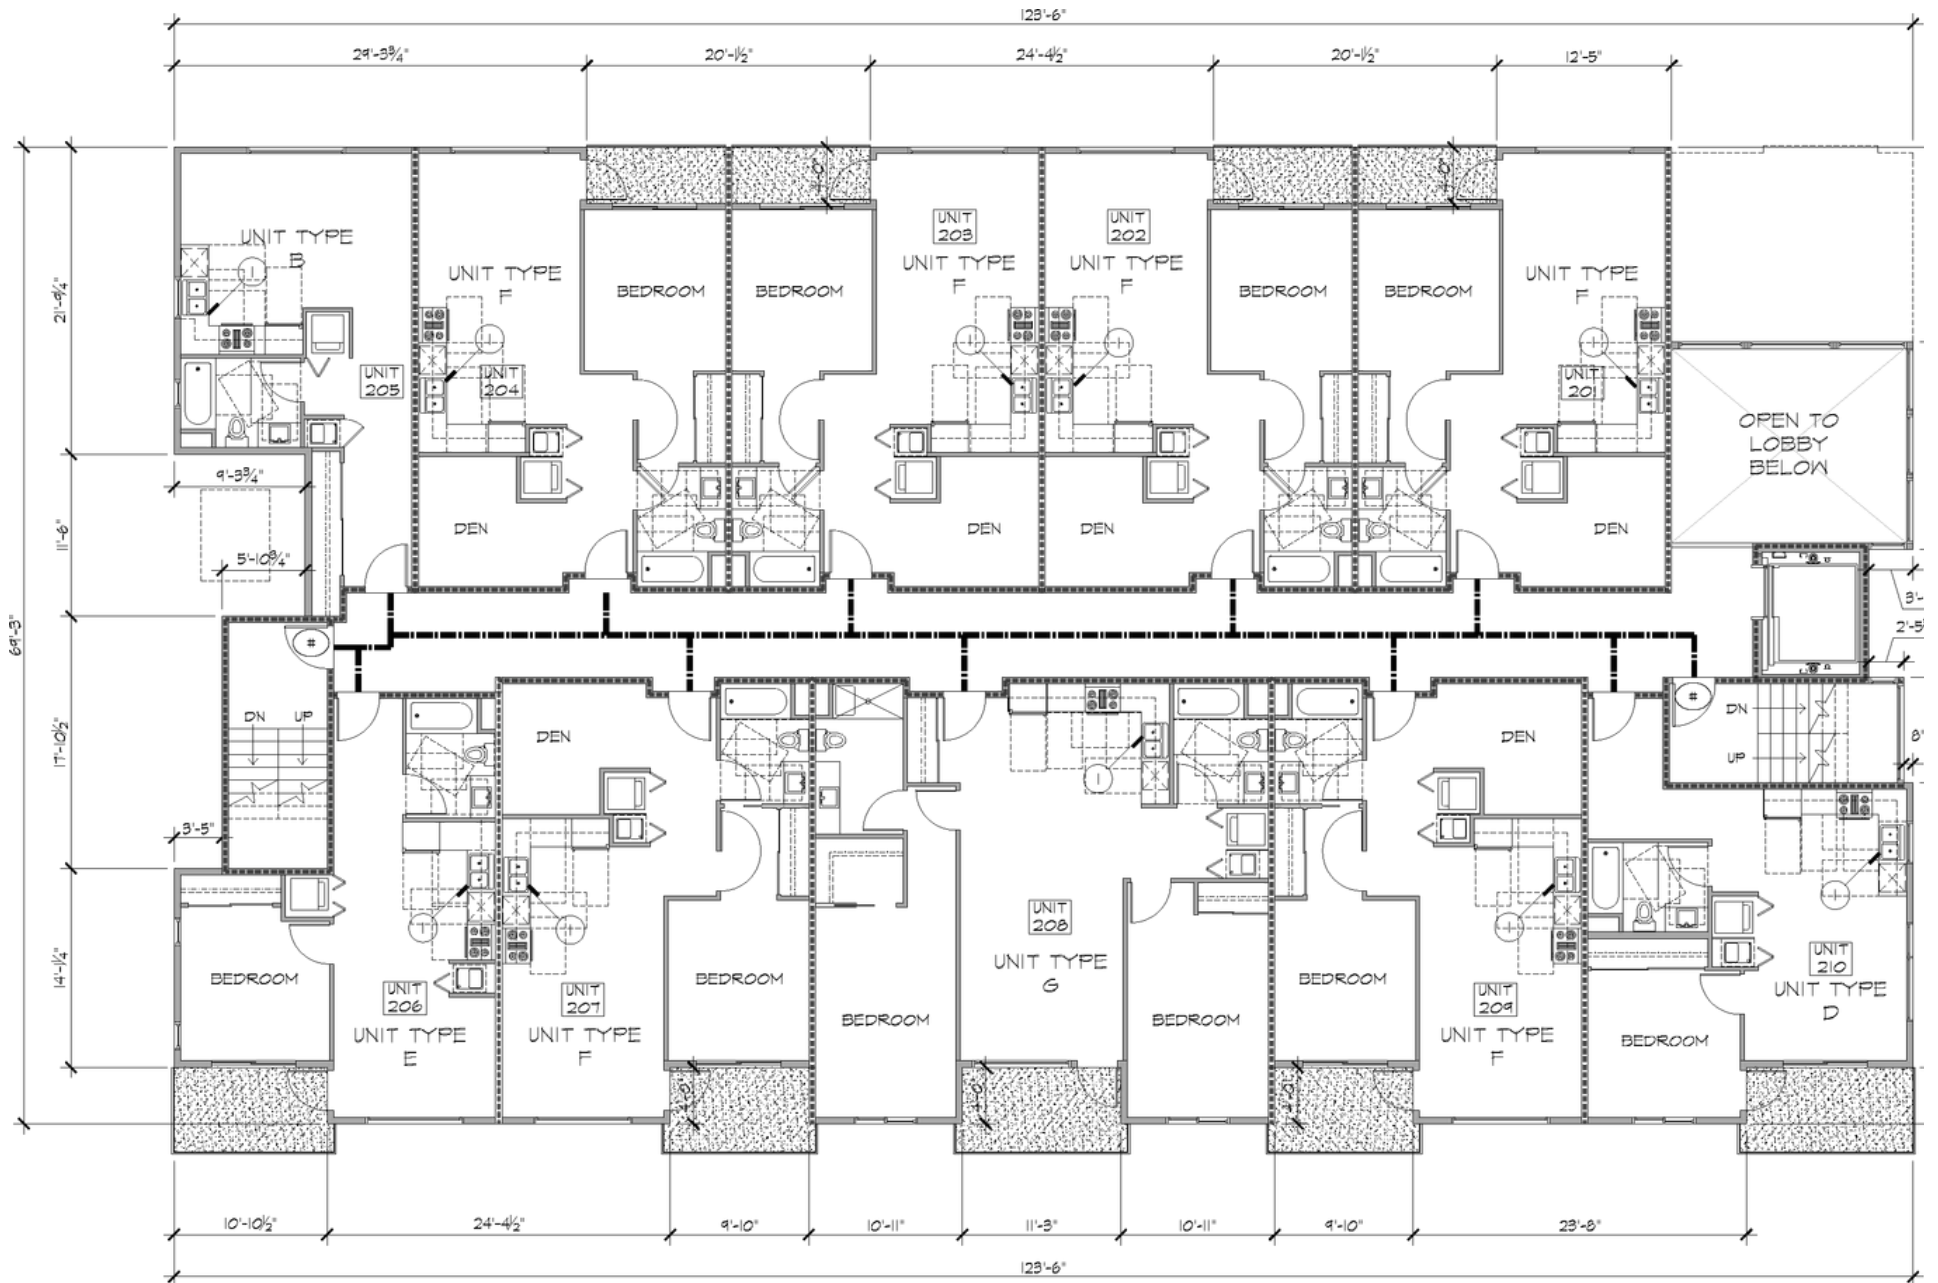 123'-6"
29'-3¾"
20'-1½"
24'-4½"
20'-1½"
12'-5"
UNIT TYPE
B
UNIT
205
UNIT TYPE
F
UNIT
204
BEDROOM
BEDROOM
UNIT
203
UNIT TYPE
F
UNIT
202
UNIT TYPE
F
BEDROOM
BEDROOM
UNIT TYPE
F
UNIT
201
OPEN TO
LOBBY
BELOW
DEN
DEN
DEN
DEN
69'-3"
21'-9¼"
11'-6"
17'-10½"
14'-1¼"
9'-3¾"
5'-10¾"
3'-5"
#
DN
UP
#
DN
UP
3'-
2'-5
8'
DEN
DEN
BEDROOM
UNIT
206
UNIT TYPE
E
UNIT
207
UNIT TYPE
F
BEDROOM
BEDROOM
UNIT
208
UNIT TYPE
G
BEDROOM
BEDROOM
UNIT
209
UNIT TYPE
F
BEDROOM
UNIT
210
UNIT TYPE
D
10'-10½"
24'-4½"
9'-10"
10'-11"
11'-3"
10'-11"
9'-10"
23'-8"
123'-6"